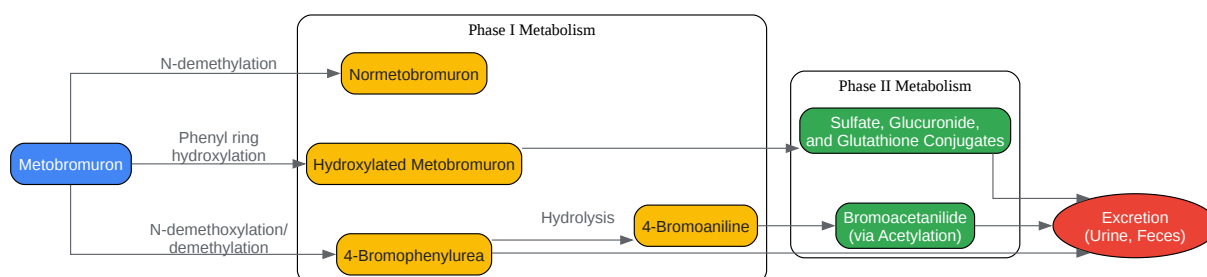 Phase I Metabolism
N-demethylation
Normetobromuron
Phase II Metabolism
Metobromuron
Phenyl ring
hydroxylation
Hydroxylated Metobromuron
Sulfate, Glucuronide,
and Glutathione Conjugates
N-demethoxylation/
demethylation
4-Bromophenylurea
Hydrolysis
4-Bromoaniline
Bromoacetanilide
(via Acetylation)
Excretion
(Urine, Feces)